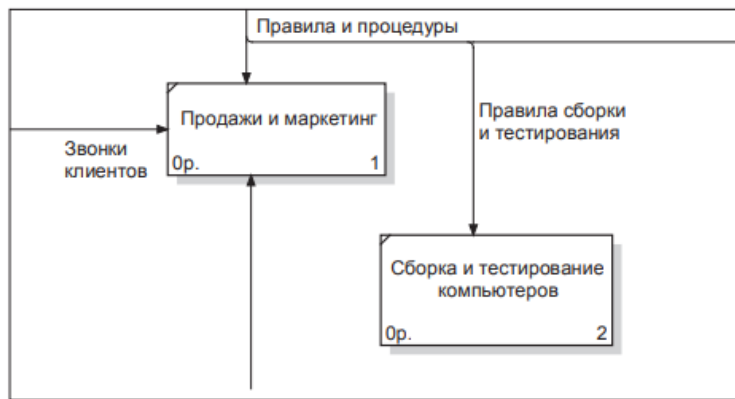 Правила и процедуры
Продажи и маркетинг
0р.
1
Звонки
клиентов
Правила сборки
и тестирования
Сборка и тестирование
компьютеров
0р.
2